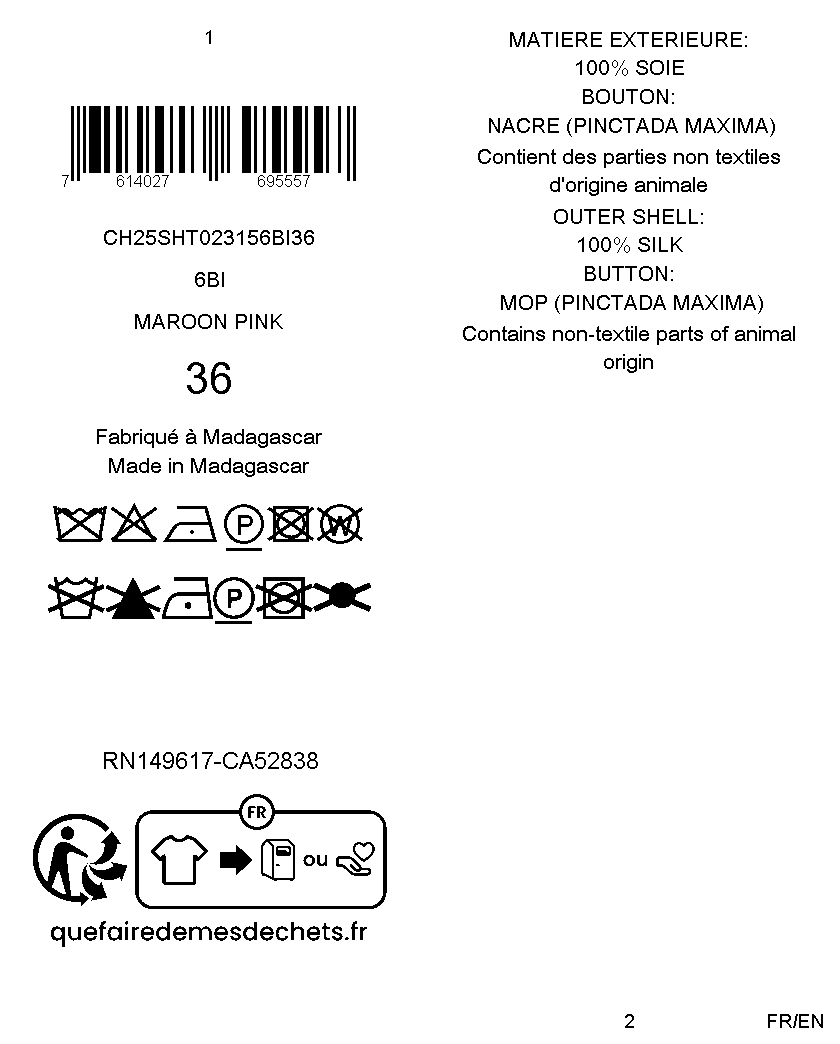 1
7 614027 695557
CH25SHT023156BI36
6BI
MAROON PINK
36
Fabriqué à Madagascar
Made in Madagascar
P W
P
RN149617-CA52838
FR
ou
quefairedemesdechets.fr
MATIERE EXTERIEURE:
100% SOIE
BOUTON:
NACRE (PINCTADA MAXIMA)
Contient des parties non textiles
d'origine animale
OUTER SHELL:
100% SILK
BUTTON:
MOP (PINCTADA MAXIMA)
Contains non-textile parts of animal
origin
2
FR/EN